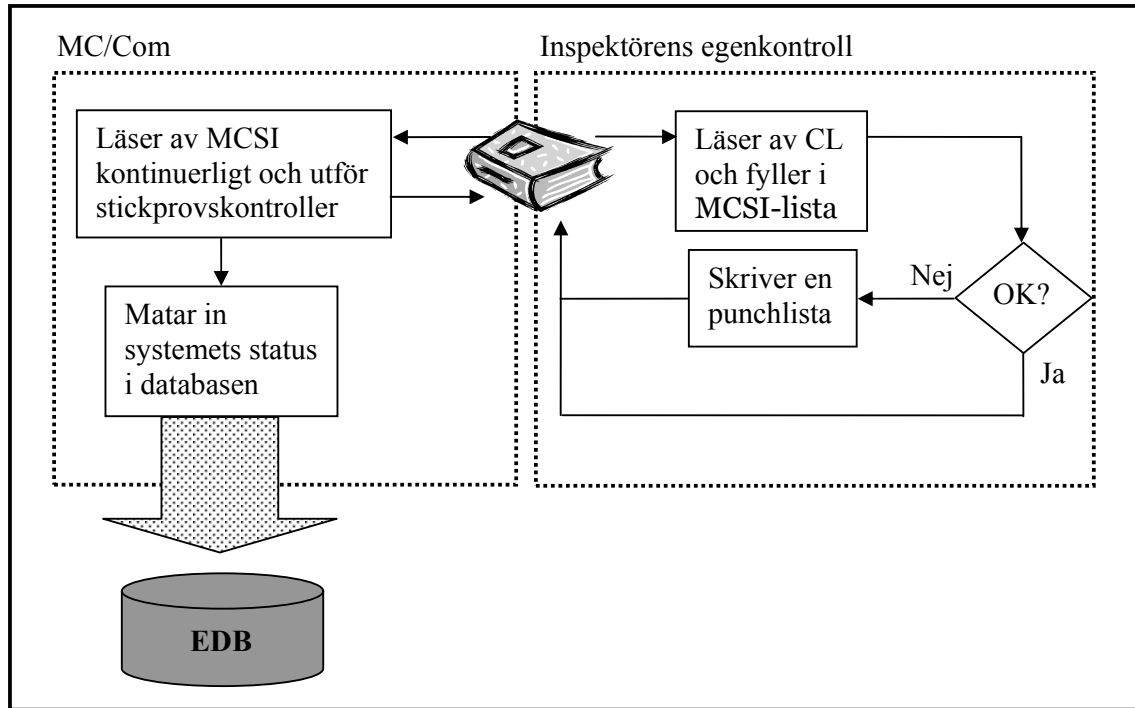 MC/Com
Läser av MCSI
kontinuerligt och utför
stickprovskontroller
Matar in
systemets status
i databasen
EDB
Inspektörens egenkontroll
Läser av CL
och fyller i
MCSI-lista
OK?
Nej
Skriver en
punchlista
Ja